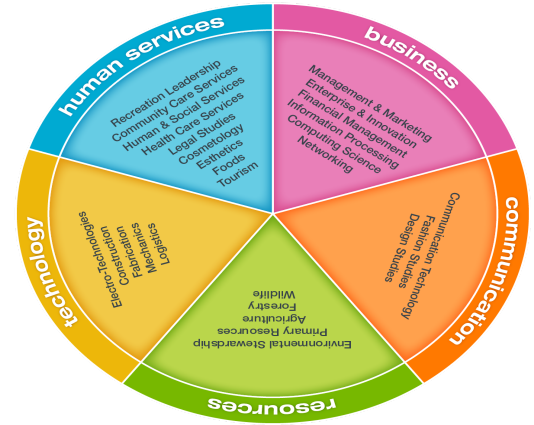 human services
Recreation Leadership
Community Care Services
Human & Social Services
Health Care Services
Legal Studies
Cosmetology
Esthetics
Foods
Tourism
business
Management & Marketing
Enterprise & Innovation
Financial Management
Information Processing
Computing Science
Networking
communication
Communication Technology
Fashion Studies
Design Studies
resources
Environmental Stewardship
Primary Resources
Agriculture
Forestry
Wildlife
technology
Electro-Technologies
Construction
Fabrication
Mechanics
Logistics